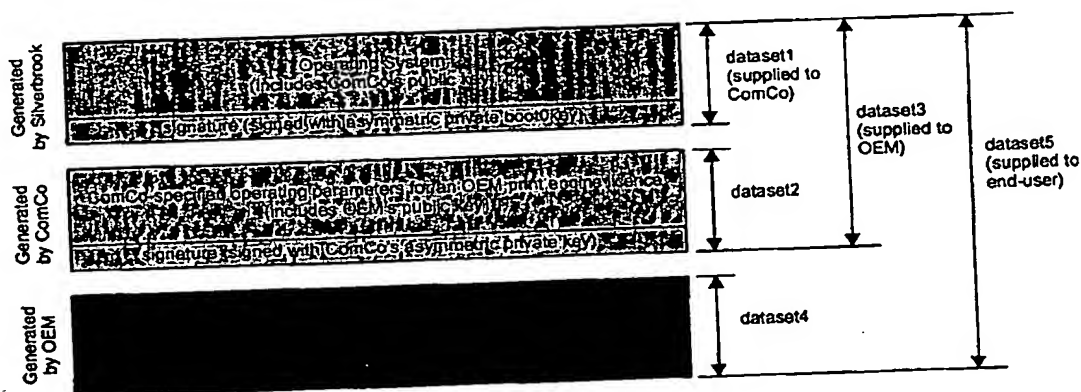 Generated
by Silverbrook
Operating System
(includes ComCo's public key)
signature (signed with asymmetric private boot0key)
dataset1
(supplied to
ComCo)
dataset3
(supplied to
OEM)
dataset5
(supplied to
end-user)
Generated
by ComCo
ComCo-specified operating parameters for an OEM print engine licence
(includes OEM's public key)
signature (signed with ComCo's asymmetric private key)
dataset2
Generated
by OEM
dataset4